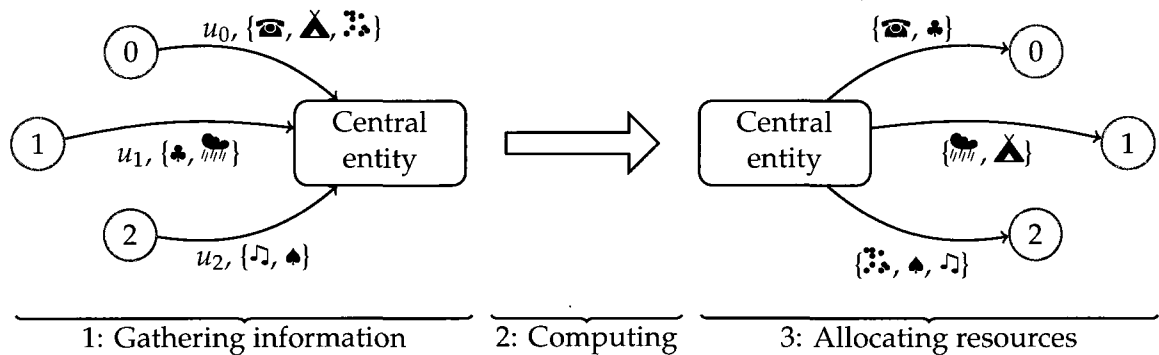 u0, {☎, ⛺, ⁙}
{☎, ♣}
0
0
Central
entity
Central
entity
1
1
u1, {♣, 🌧}
{🌧, ⛺}
2
2
u2, {♫, ♠}
{⁙, ♠, ♫}
1: Gathering information
2: Computing
3: Allocating resources